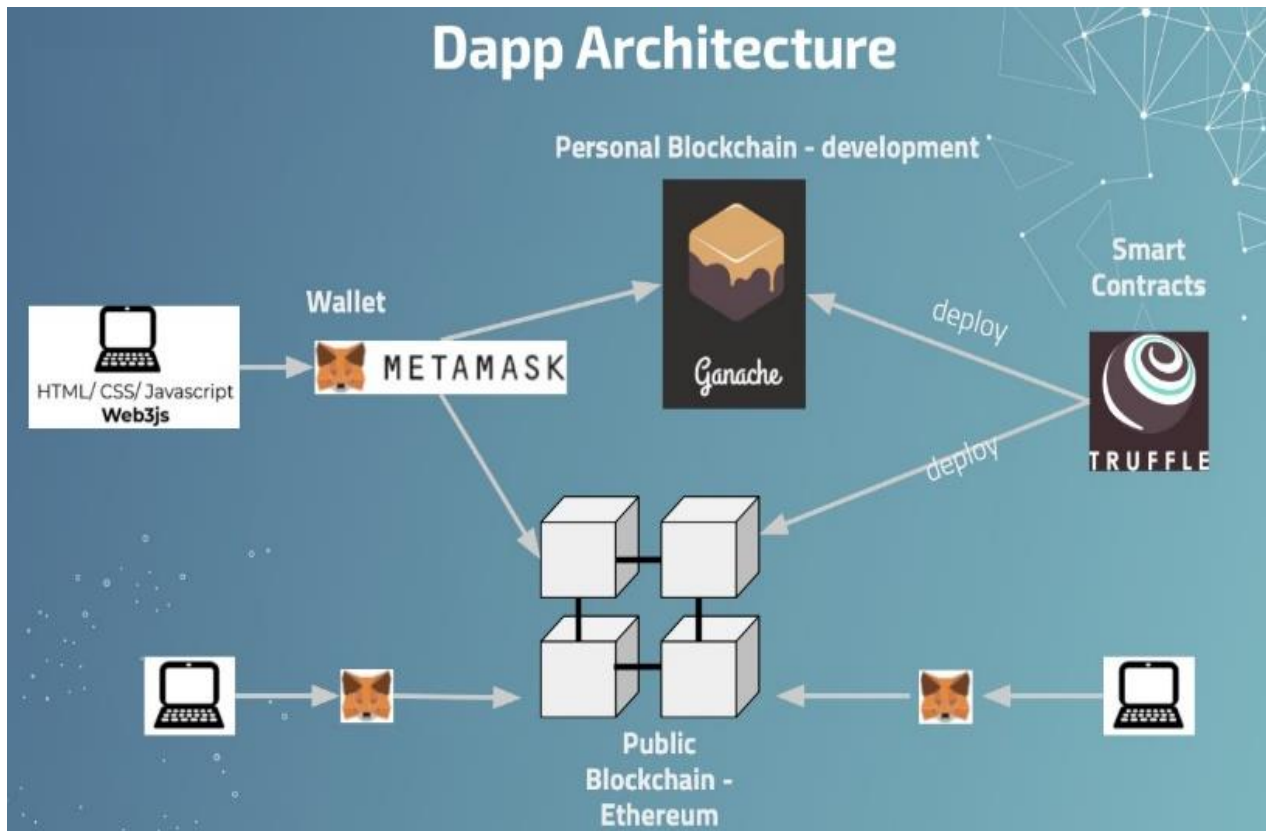 Dapp Architecture
Personal Blockchain - development
Ganache
Smart
Contracts
deploy
TRUFFLE
deploy
Wallet
METAMASK
HTML/ CSS/ Javascript
Web3js
Public
Blockchain -
Ethereum